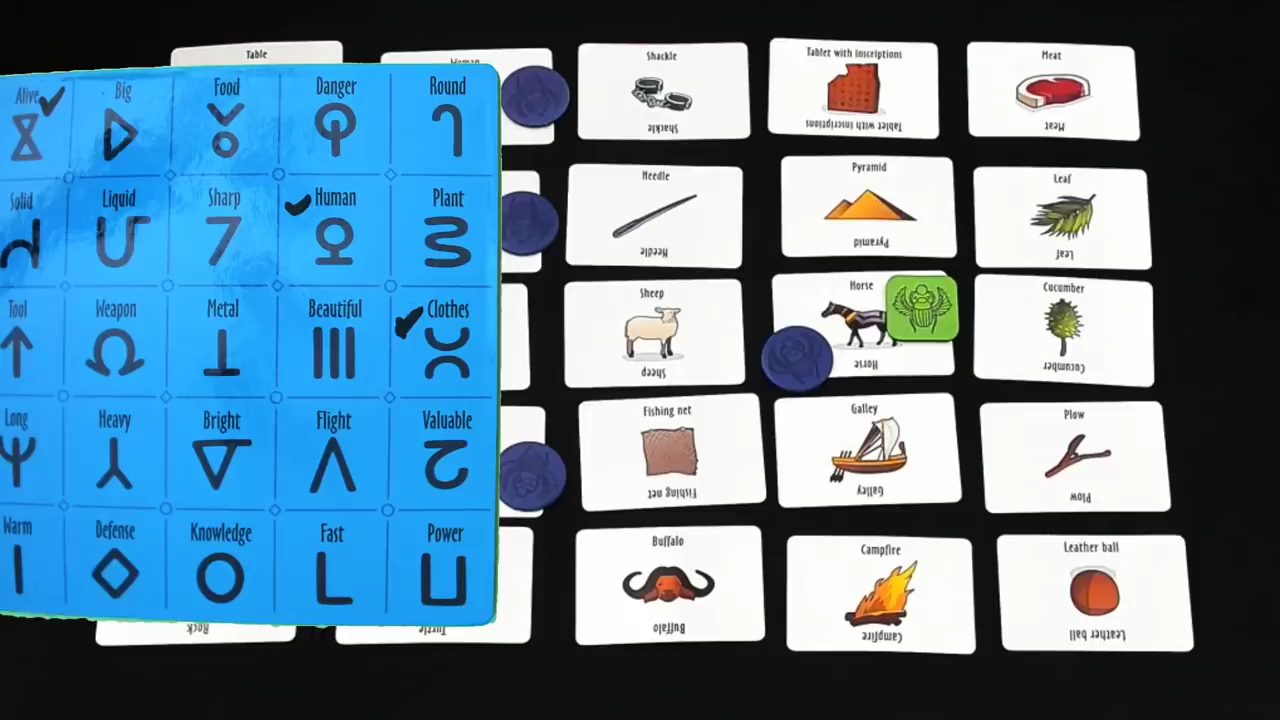 Table
Shackle
Shackle
Tablet with inscriptions
Tablet with inscriptions
Meat
Meat
Alive
Big
Food
Danger
Round
Solid
Liquid
Sharp
Human
Plant
Tool
Weapon
Metal
Beautiful
Clothes
Long
Heavy
Bright
Flight
Valuable
Warm
Defense
Knowledge
Fast
Power
Needle
Needle
Pyramid
Pyramid
Leaf
Leaf
Sheep
Sheep
Horse
Horse
Cucumber
Cucumber
Fishing net
Fishing net
Galley
Galley
Plow
Plow
Rock
Turtle
Buffalo
Buffalo
Campfire
Campfire
Leather ball
Leather ball